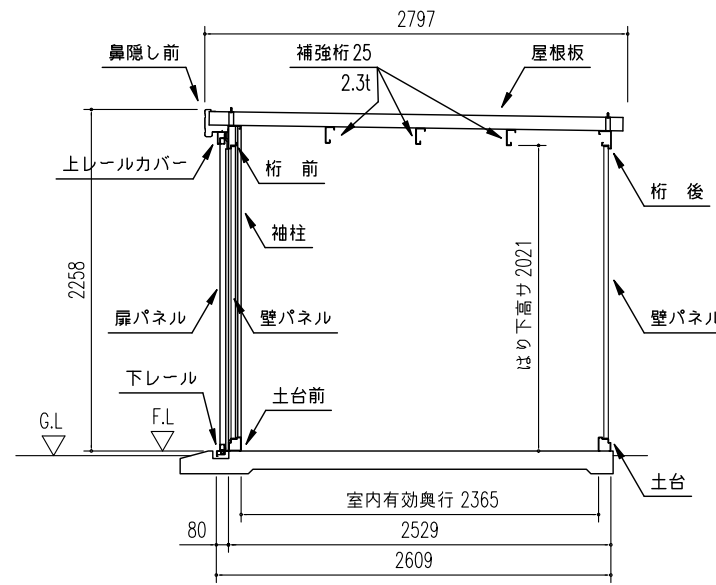 2797
鼻隠し前
補強桁25
2.3t
屋根板
上レールカバー
桁 前
桁 後
袖柱
2258
はり下高サ 2021
扉パネル
壁パネル
壁パネル
下レール
土台前
G.L
F.L
土台
室内有効奥行 2365
80
2529
2609